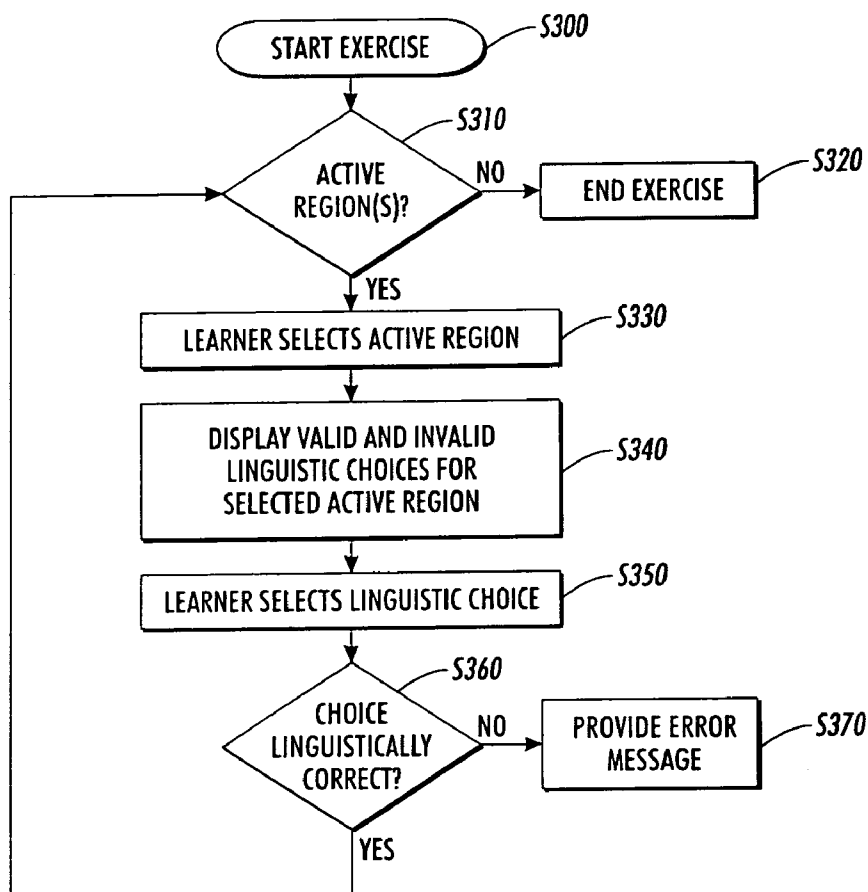 START EXERCISE
S300
S310
ACTIVE
REGION(S)?
NO
END EXERCISE
S320
YES
LEARNER SELECTS ACTIVE REGION
S330
DISPLAY VALID AND INVALID
LINGUISTIC CHOICES FOR
SELECTED ACTIVE REGION
S340
LEARNER SELECTS LINGUISTIC CHOICE
S350
S360
CHOICE
LINGUISTICALLY
CORRECT?
NO
PROVIDE ERROR
MESSAGE
S370
YES